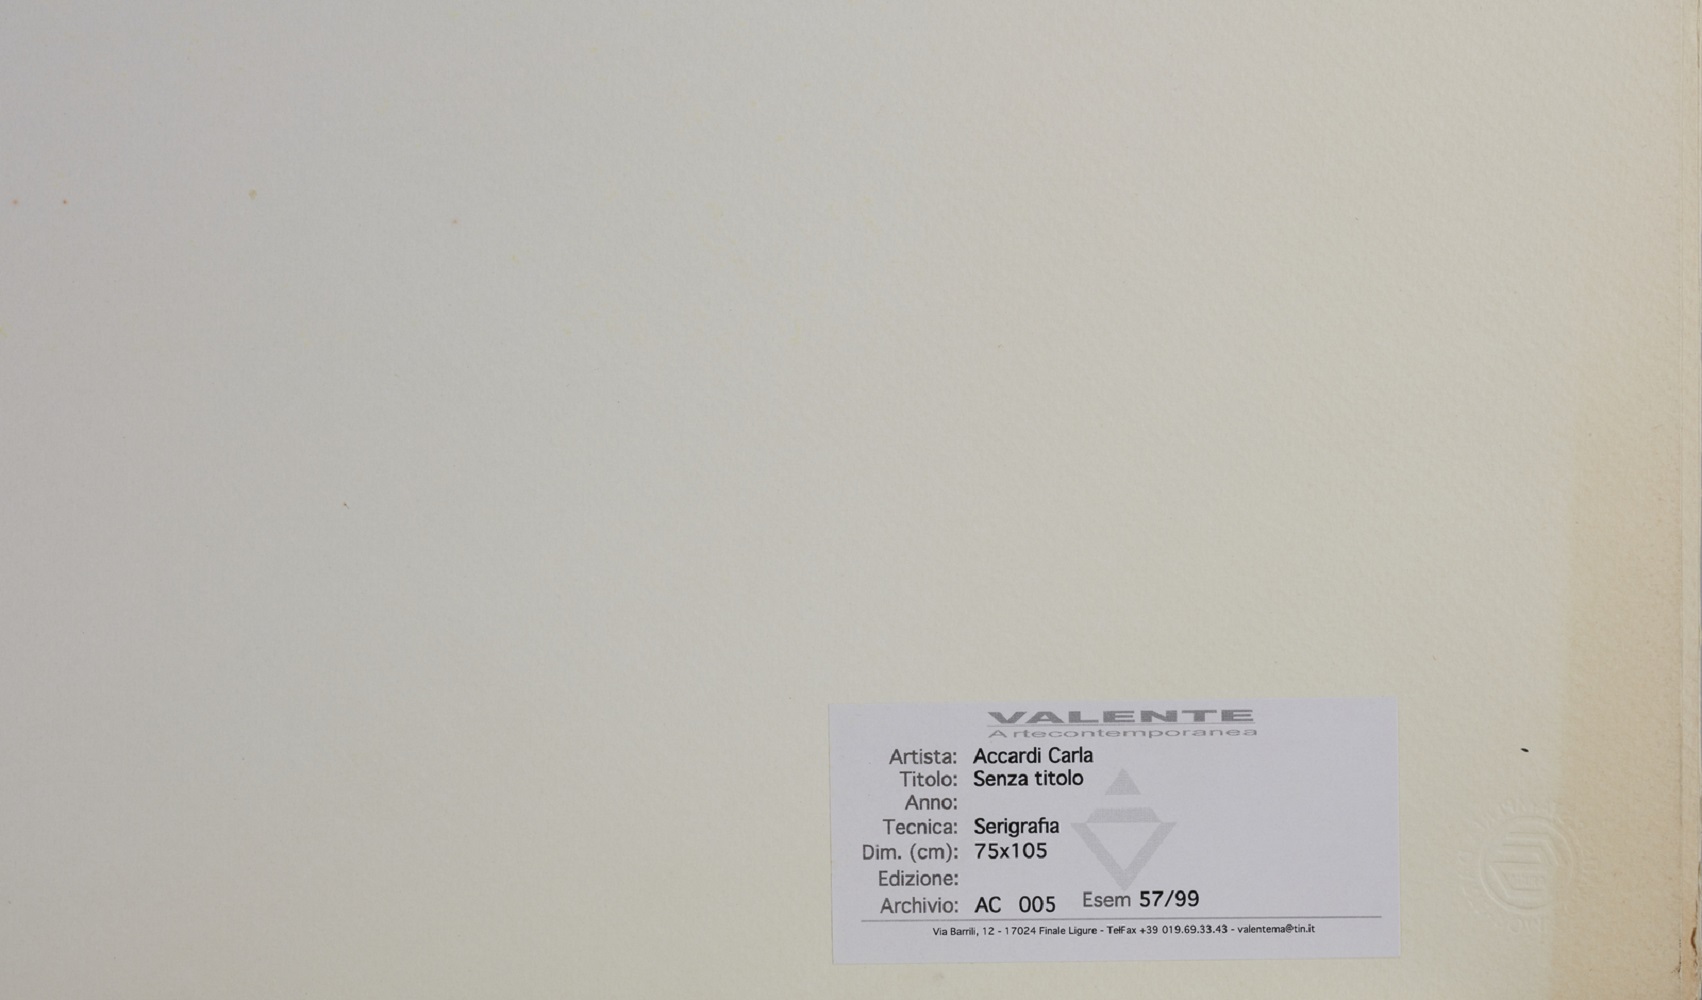 VALENTE
Artecontemporanea
Artista: Accardi Carla
Titolo: Senza titolo
Anno:
Tecnica: Serigrafia
Dim. (cm): 75x105
Edizione:
Archivio: AC 005 Esem 57/99
Via Barrili, 12 - 17024 Finale Ligure - TelFax +39 019.69.33.43 - valentema@tin.it